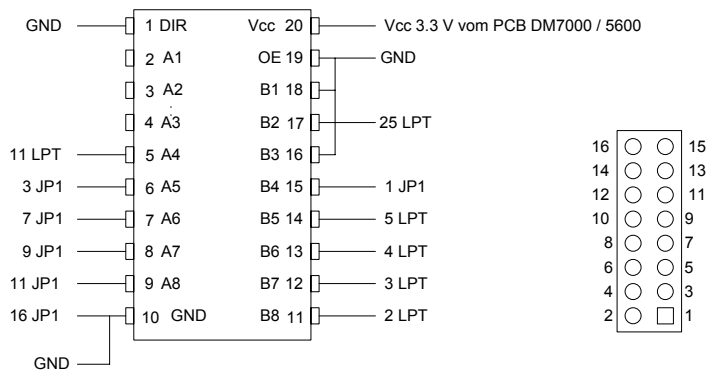 GND 1 DIR Vcc 20 Vcc 3.3 V vom PCB DM7000 / 5600
2 A1 OE 19 GND
3 A2 B1 18
4 A3 B2 17 25 LPT
11 LPT 5 A4 B3 16
3 JP1 6 A5 B4 15 1 JP1
7 JP1 7 A6 B5 14 5 LPT
9 JP1 8 A7 B6 13 4 LPT
11 JP1 9 A8 B7 12 3 LPT
16 JP1 10 GND B8 11 2 LPT
GND
16 15
14 13
12 11
10 9
8 7
6 5
4 3
2 1